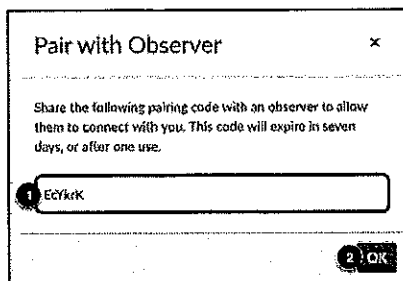 Pair with Observer ×
Share the following pairing code with an observer to allow
them to connect with you. This code will expire in seven
days, or after one use.
1 EcYkrK
2 OK